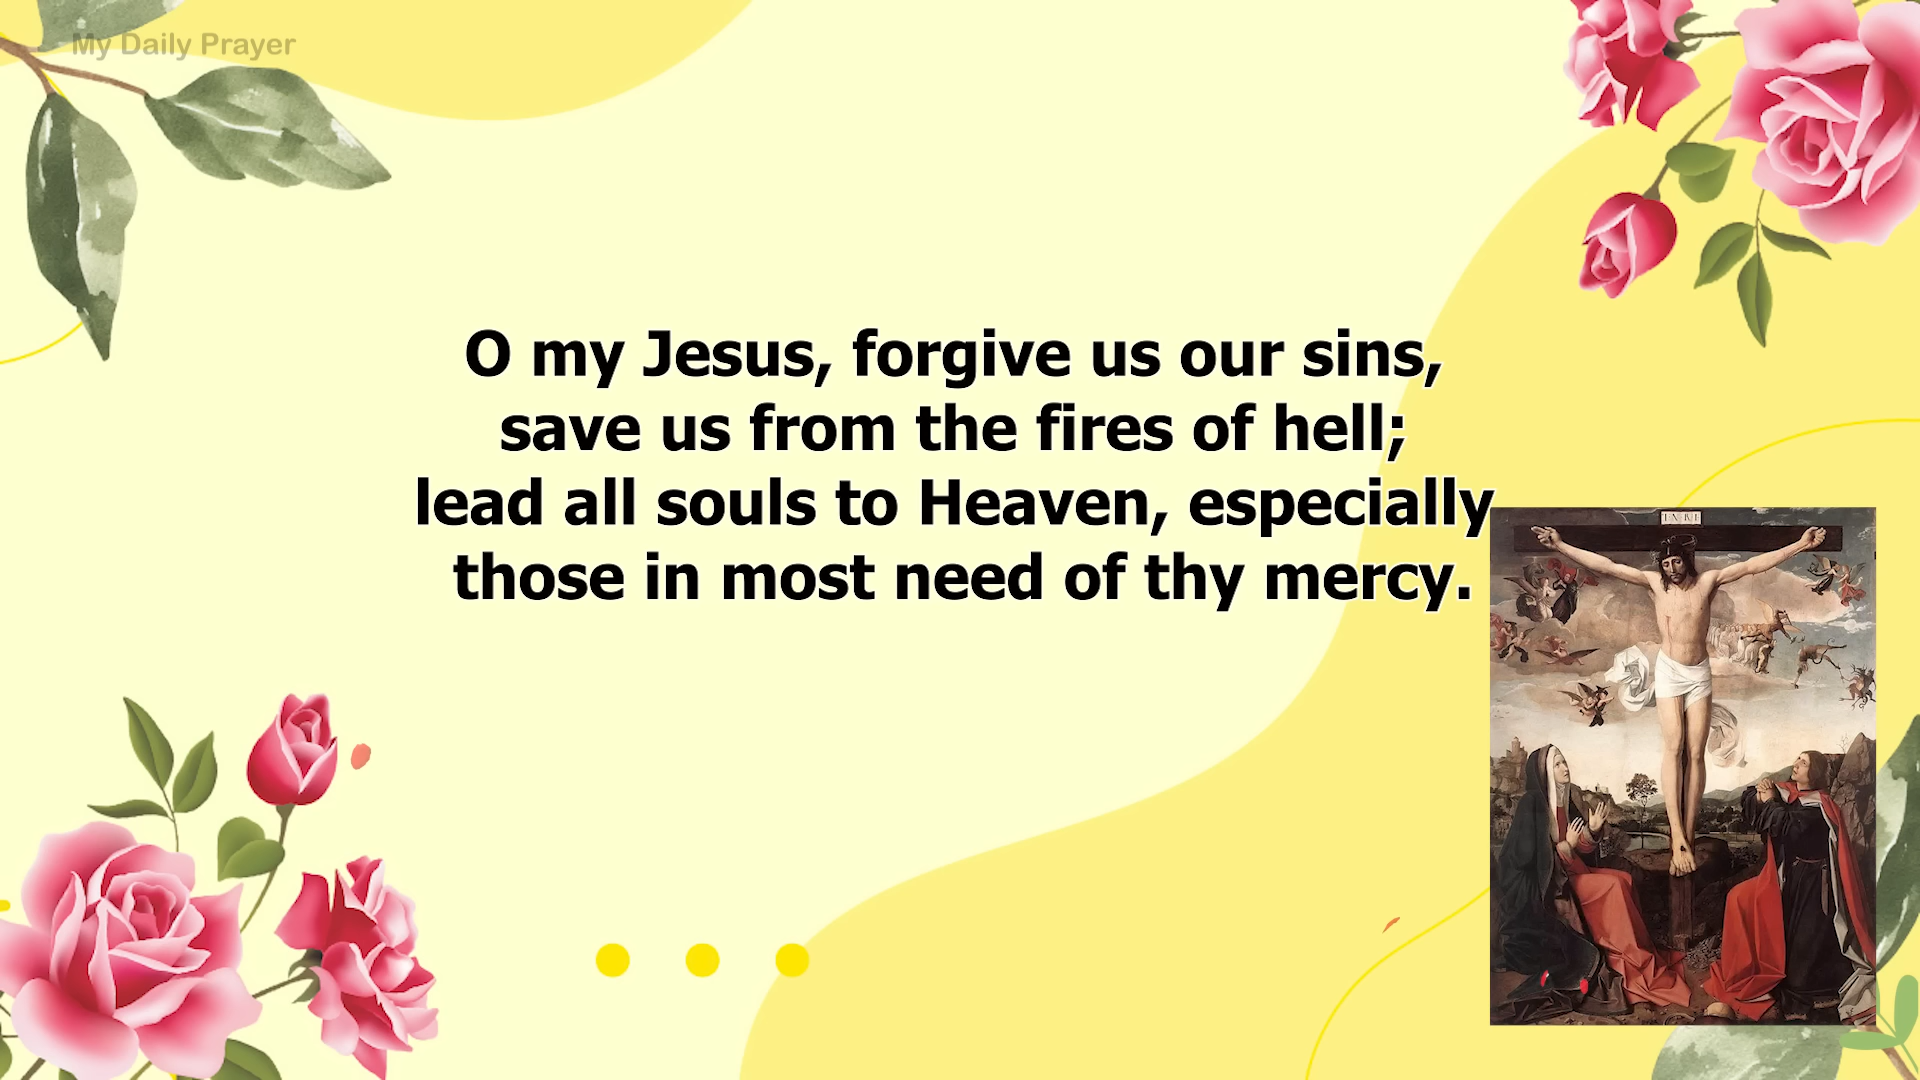 My Daily Prayer
O my Jesus, forgive us our sins,
save us from the fires of hell;
lead all souls to Heaven, especially
those in most need of thy mercy.